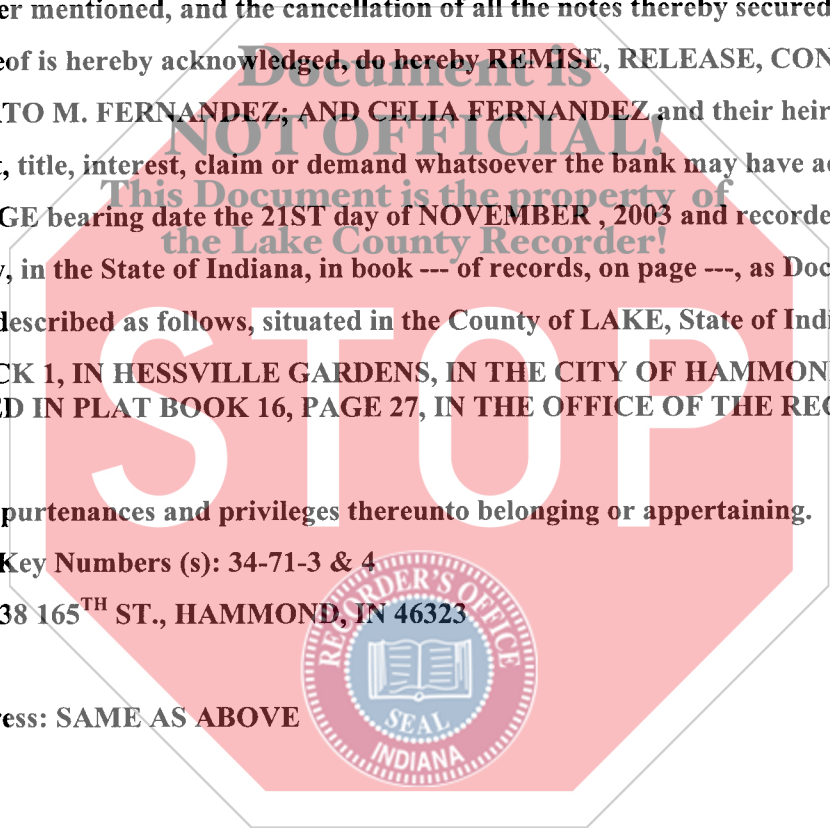 er mentioned, and the cancellation of all the notes thereby secured
eof is hereby acknowledged, do hereby REMISE, RELEASE, CON
Document is
TO M. FERNANDEZ; AND CELIA FERNANDEZ and their heir
NOT OFFICIAL!
, title, interest, claim or demand whatsoever the bank may have a
This Document is the property of
GE bearing date the 21ST day of NOVEMBER , 2003 and recorde
the Lake County Recorder!
, in the State of Indiana, in book --- of records, on page ---, as Doc
described as follows, situated in the County of LAKE, State of Indi
CK 1, IN HESSVILLE GARDENS, IN THE CITY OF HAMMON
ED IN PLAT BOOK 16, PAGE 27, IN THE OFFICE OF THE REC
STOP
purtenances and privileges thereunto belonging or appertaining.
Key Numbers (s): 34-71-3 & 4
38 165TH ST., HAMMOND, IN 46323
RECORDER'S OFFICE
ress: SAME AS ABOVE
SEAL
INDIANA